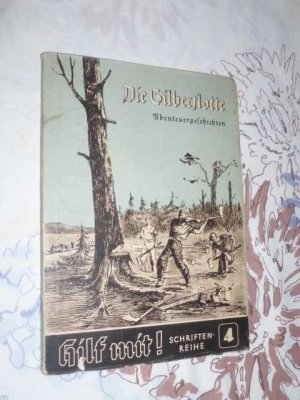 Die Silberflotte
Abenteuergeschichten
Hilf mit!
SCHRIFTEN-
REIHE
4